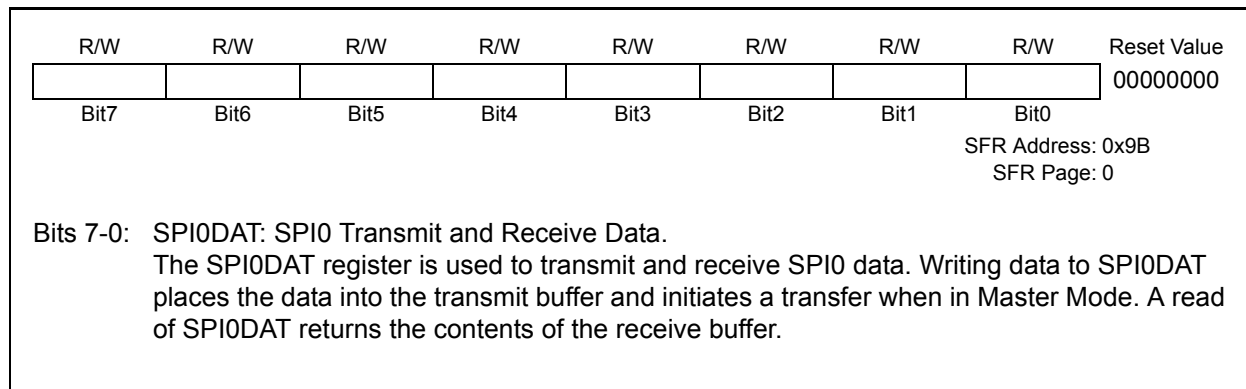 R/W R/W R/W R/W R/W R/W R/W R/W Reset Value
00000000
Bit7 Bit6 Bit5 Bit4 Bit3 Bit2 Bit1 Bit0
SFR Address: 0x9B
SFR Page: 0
Bits 7-0: SPI0DAT: SPI0 Transmit and Receive Data.
The SPI0DAT register is used to transmit and receive SPI0 data. Writing data to SPI0DAT
places the data into the transmit buffer and initiates a transfer when in Master Mode. A read
of SPI0DAT returns the contents of the receive buffer.